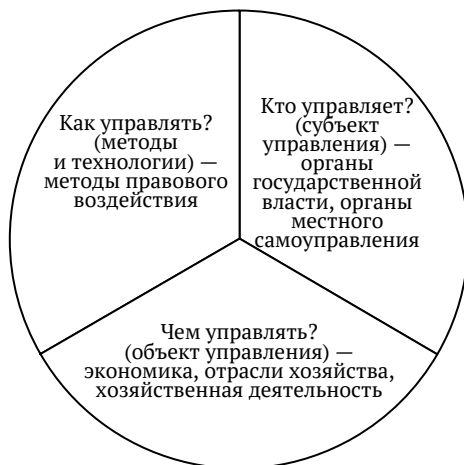 Как управлять?
(методы
и технологии) —
методы правового
воздействия
Кто управляет?
(субъект
управления) —
органы
государственной
власти, органы
местного
самоуправления
Чем управлять?
(объект управления) —
экономика, отрасли хозяйства,
хозяйственная деятельность